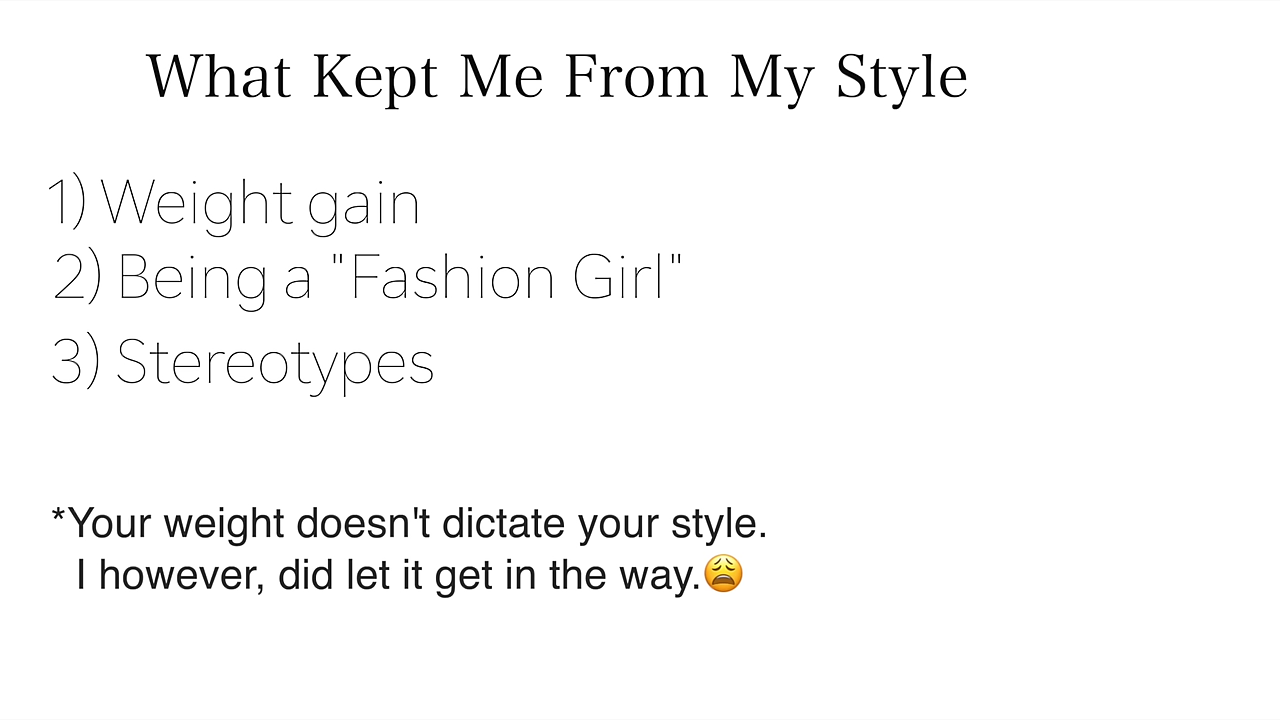 What Kept Me From My Style
1) Weight gain
2) Being a "Fashion Girl"
3) Stereotypes
*Your weight doesn't dictate your style.
I however, did let it get in the way.😩